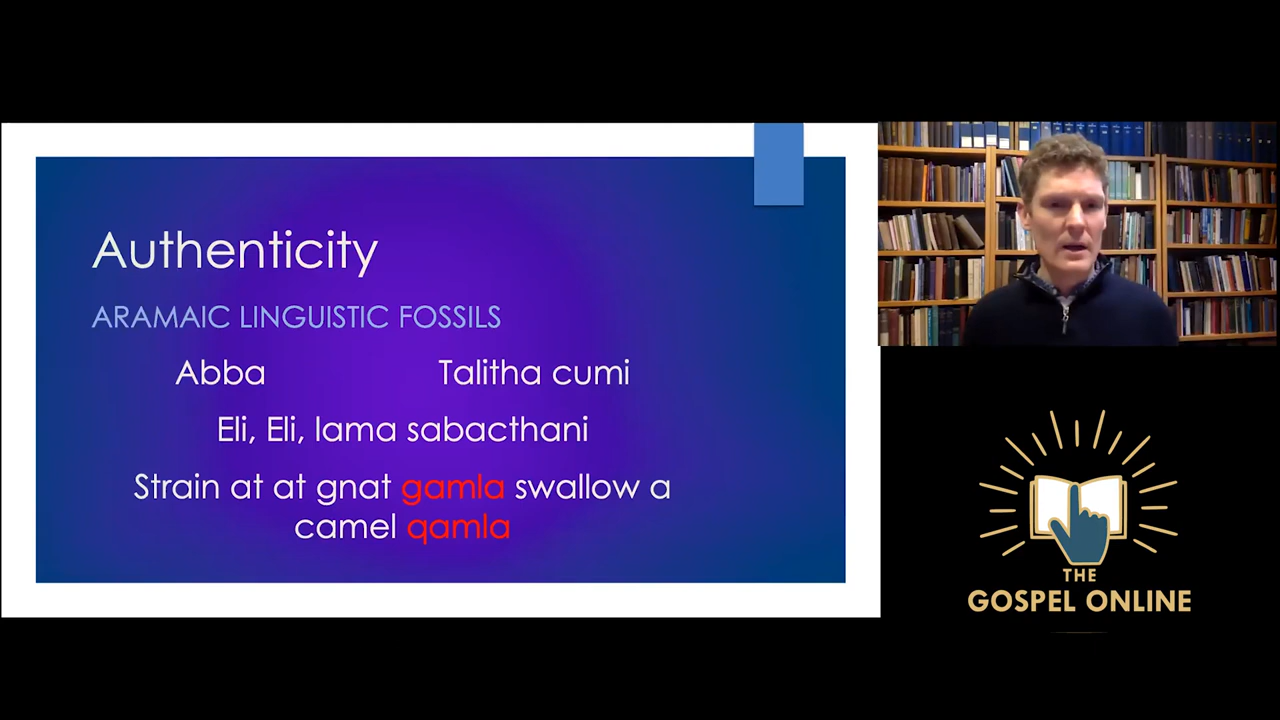 Authenticity
ARAMAIC LINGUISTIC FOSSILS
Abba Talitha cumi
Eli, Eli, lama sabacthani
Strain at at gnat gamla swallow a
camel qamla
THE
GOSPEL ONLINE